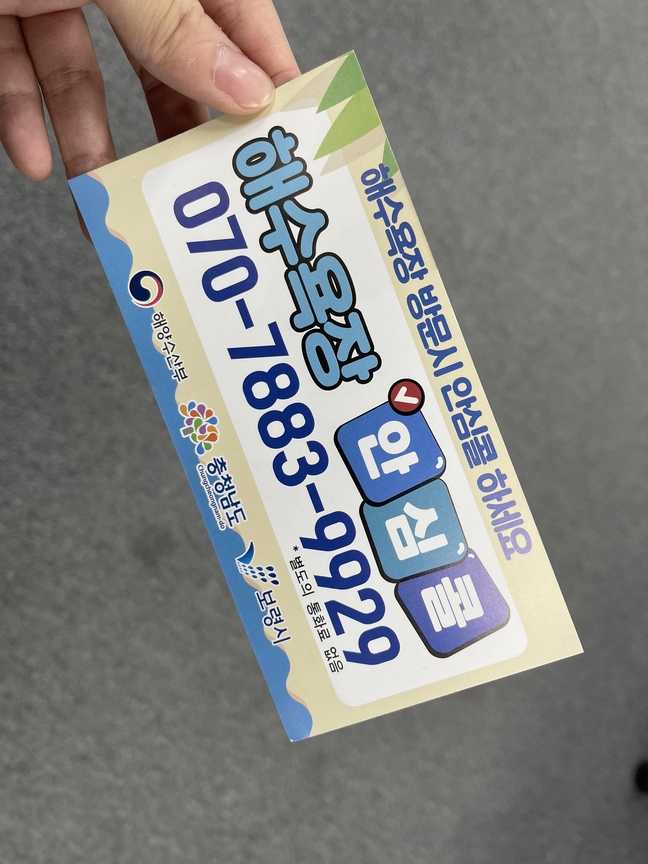 해수욕장 방문시 안심콜 하세요
해수욕장 안심콜
070-7883-9929
* 별도의 통화료 없음
해양수산부
충청남도
Chungcheongnam-do
보령시